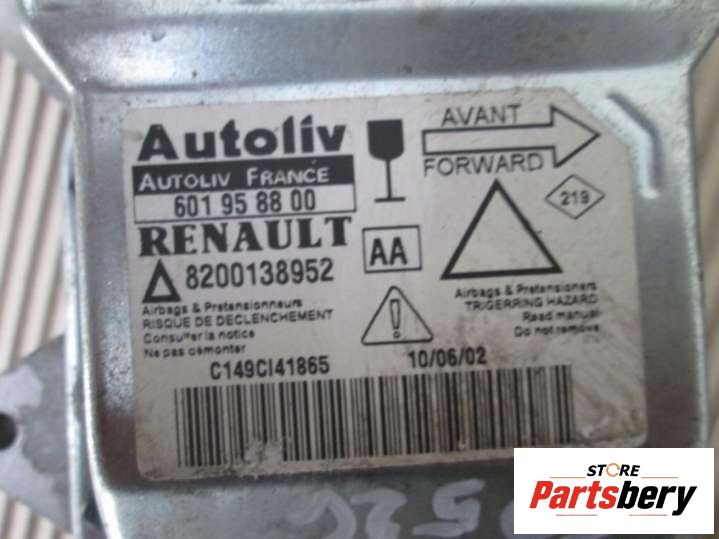 Autoliv
AUTOLIV FRANCE
601 95 88 00
RENAULT
8200138952
Airbags & Pretensionneurs
RISQUE DE DECLENCHEMENT
Consulter la notice
Ne pas démonter
AA
AVANT
FORWARD
219
Airbags & Pretensioners
TRIGERRING HAZARD
Read manual
Do not remove
C149CI41865
10/06/02
STORE
Partsbery